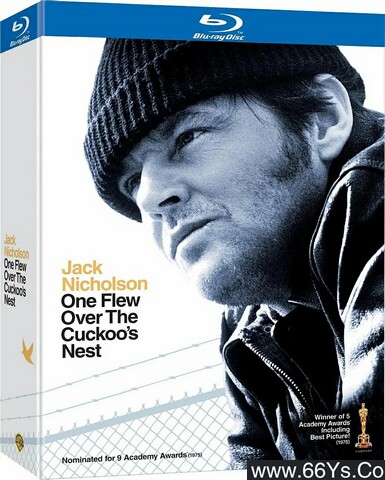 Blu-ray Disc
Blu-ray Disc
Jack
Nicholson
One Flew
Over The
Cuckoo's
Nest
Jack
Nicholson
One Flew
Over The
Cuckoo's
Nest
Winner of 5
Academy Awards
Including
Best Picture!
(1975)
Nominated for 9 Academy Awards (1975)
www.66Ys.Co